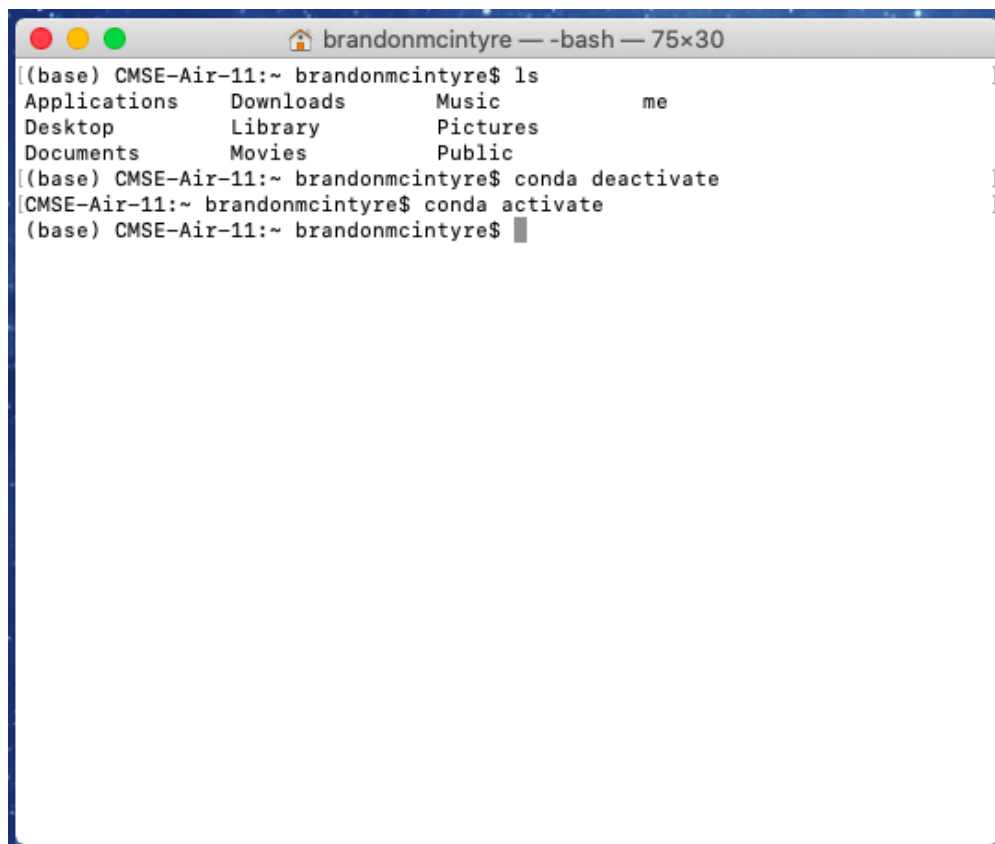 brandonmcintyre — -bash — 75×30
[(base) CMSE-Air-11:~ brandonmcintyre$ ls ]
Applications Downloads Music me
Desktop Library Pictures
Documents Movies Public
[(base) CMSE-Air-11:~ brandonmcintyre$ conda deactivate ]
[CMSE-Air-11:~ brandonmcintyre$ conda activate ]
(base) CMSE-Air-11:~ brandonmcintyre$